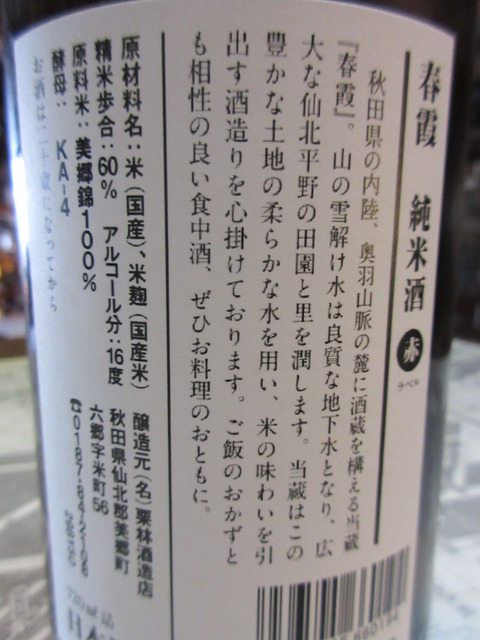 春霞 純米酒 赤 ラベル
秋田県の内陸、奥羽山脈の麓に酒蔵を構える当蔵
『春霞』。山の雪解け水は良質な地下水となり、広
大な仙北平野の田園と里を潤します。当蔵はこの
豊かな土地の柔らかな水を用い、米の味わいを引
出す酒造りを心掛けております。ご飯のおかずと
も相性の良い食中酒、ぜひお料理のおともに。
原材料名：米（国産）、米麹（国産米）
精米歩合：60% アルコール分：16度
原料米：美郷錦100%
酵母：KA-4
お酒は二十歳になってから
醸造元（名）栗林酒造店
秋田県仙北郡美郷町
六郷字米町56
☎0187-84-2108
660194